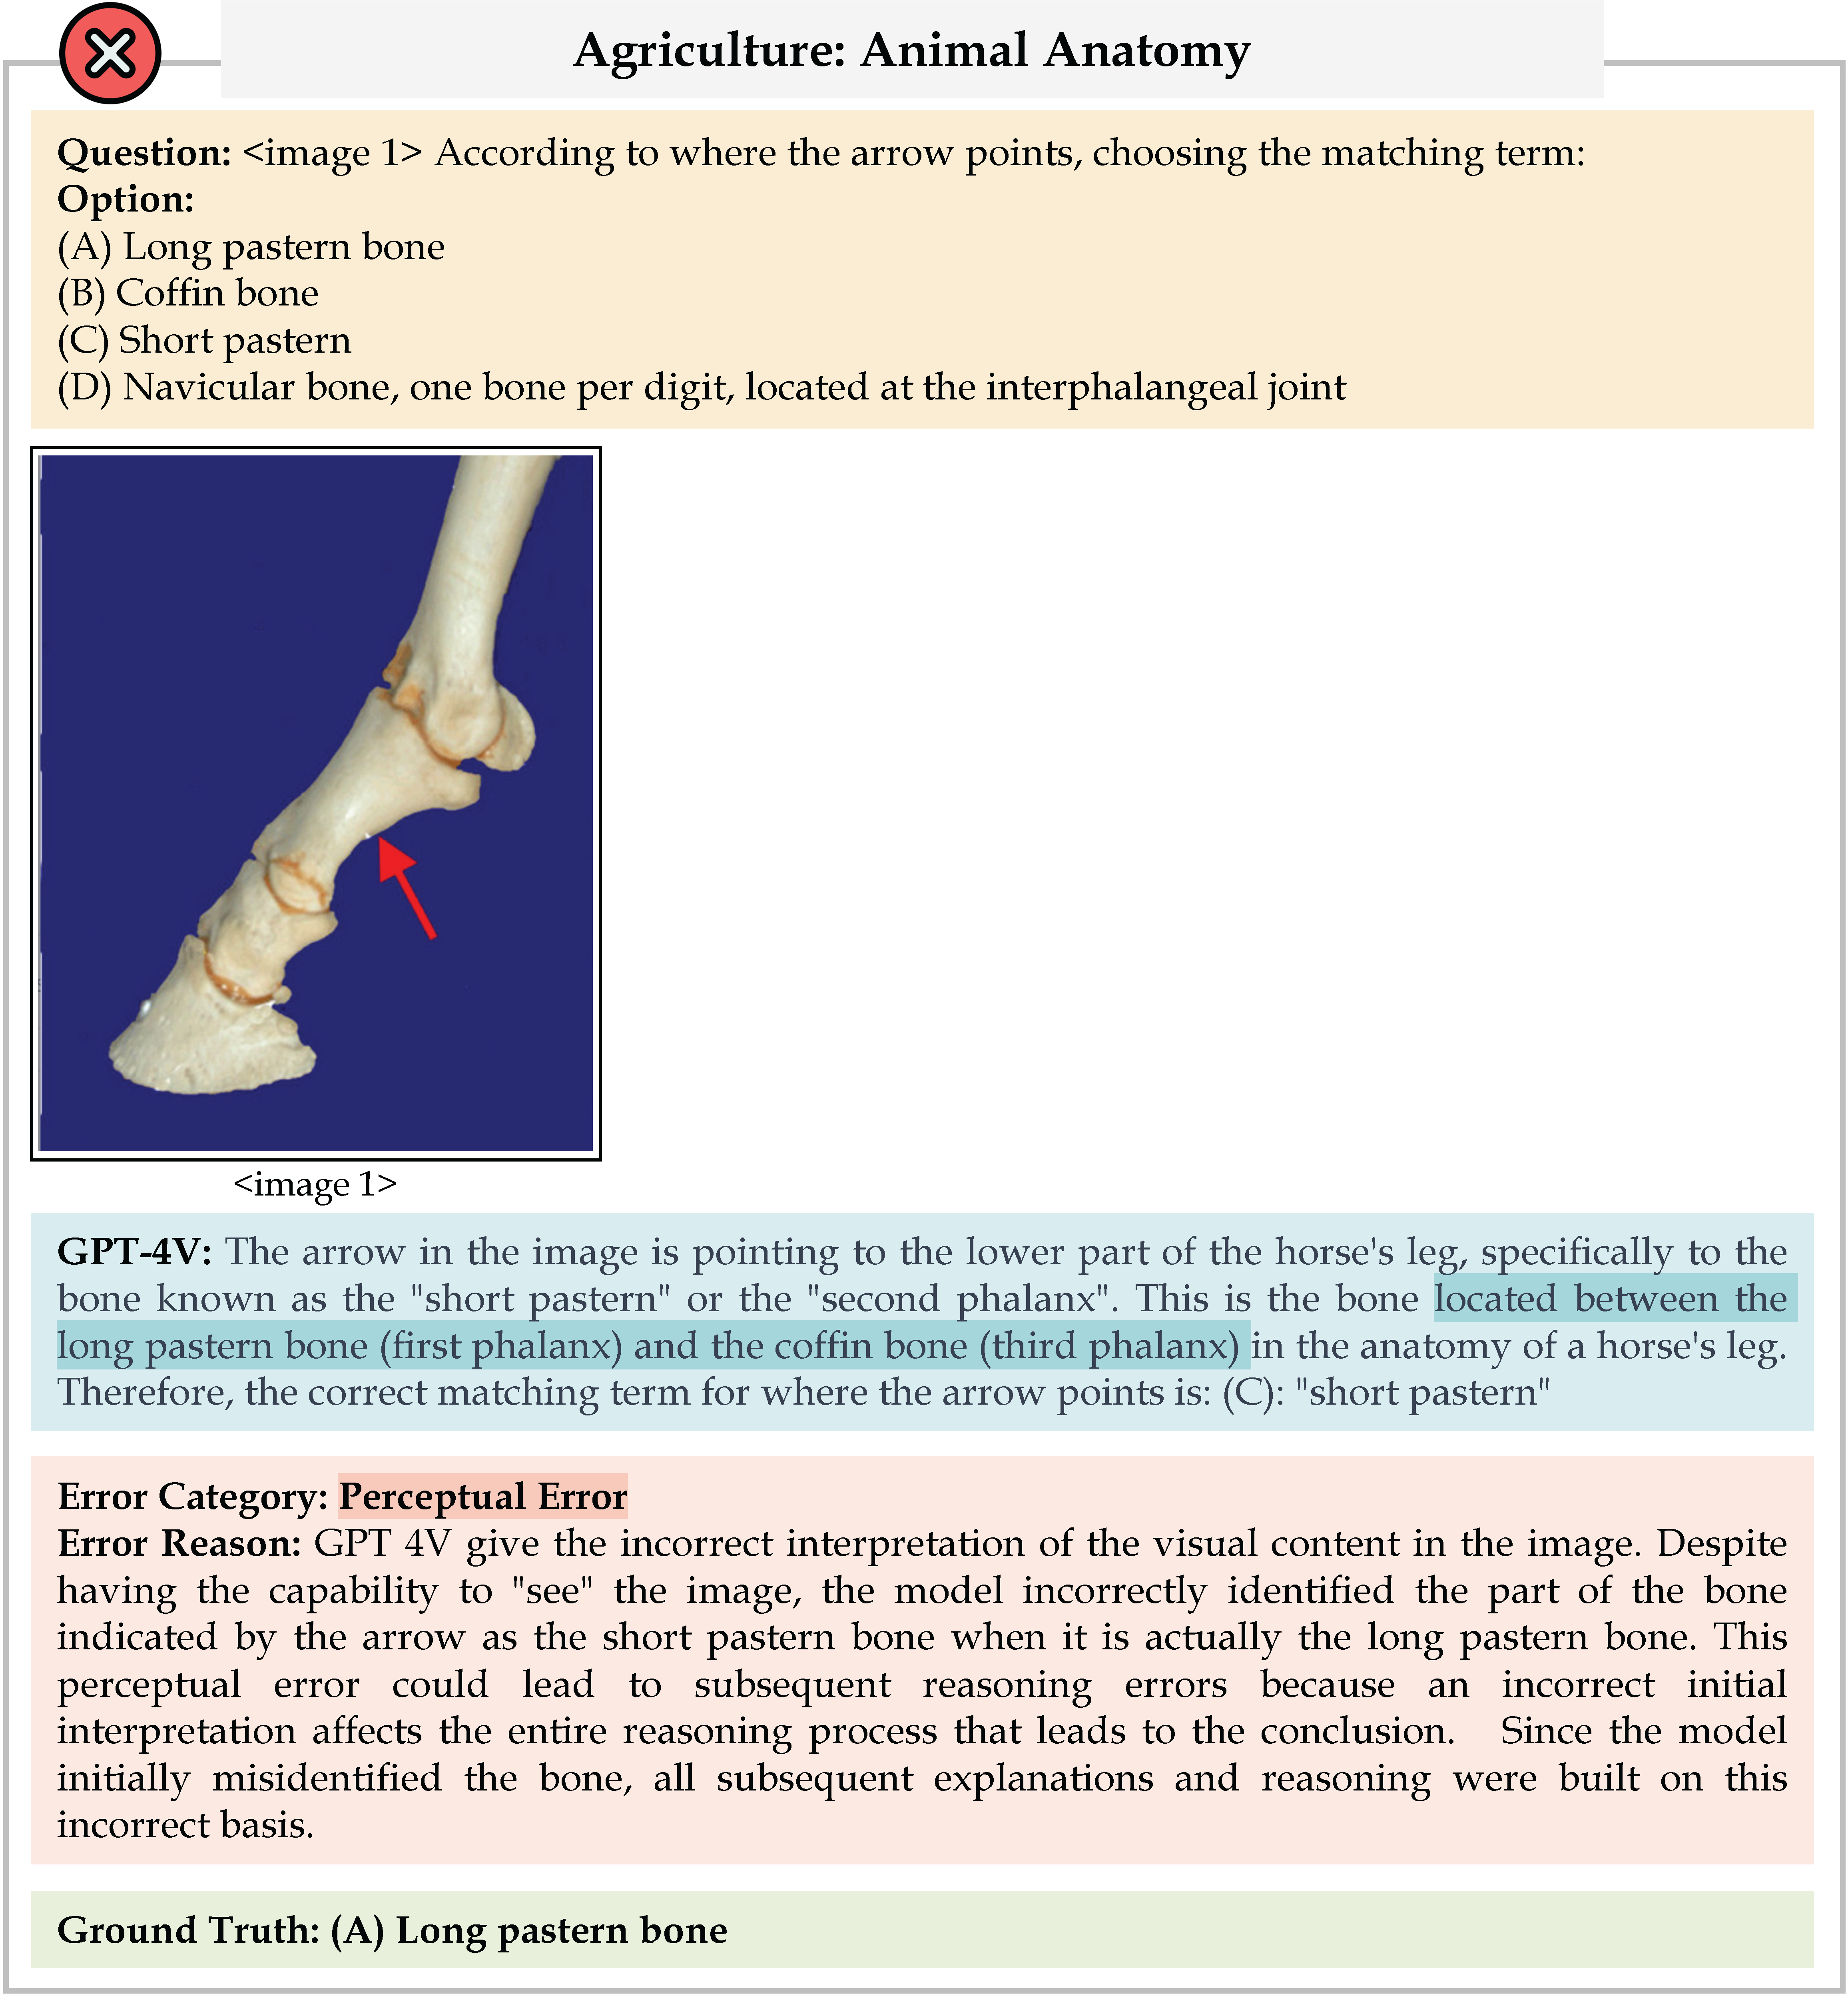 Agriculture: Animal Anatomy
Question: <image 1> According to where the arrow points, choosing the matching term:
Option:
(A) Long pastern bone
(B) Coffin bone
(C) Short pastern
(D) Navicular bone, one bone per digit, located at the interphalangeal joint
<image 1>
GPT-4V: The arrow in the image is pointing to the lower part of the horse's leg, specifically to the
bone known as the "short pastern" or the "second phalanx". This is the bone located between the
long pastern bone (first phalanx) and the coffin bone (third phalanx) in the anatomy of a horse's leg.
Therefore, the correct matching term for where the arrow points is: (C): "short pastern"
Error Category: Perceptual Error
Error Reason: GPT 4V give the incorrect interpretation of the visual content in the image. Despite
having the capability to "see" the image, the model incorrectly identified the part of the bone
indicated by the arrow as the short pastern bone when it is actually the long pastern bone. This
perceptual error could lead to subsequent reasoning errors because an incorrect initial
interpretation affects the entire reasoning process that leads to the conclusion. Since the model
initially misidentified the bone, all subsequent explanations and reasoning were built on this
incorrect basis.
Ground Truth: (A) Long pastern bone